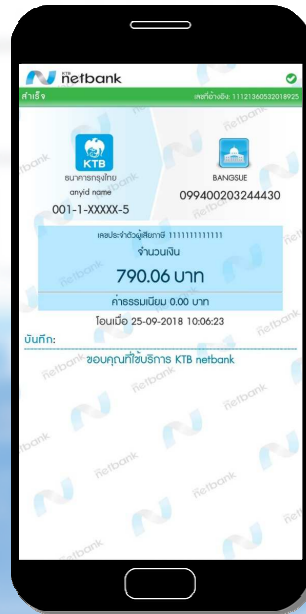 KTB netbank
สำเร็จ
เลขที่อ้างอิง: 11121360532018925
KTB
ธนาคารกรุงไทย
anyid name
001-1-XXXXX-5
BANGSUE
099400203244430
เลขประจำตัวผู้เสียภาษี 1111111111111
จำนวนเงิน
790.06 บาท
ค่าธรรมเนียม 0.00 บาท
โอนเมื่อ 25-09-2018 10:06:23
บันทึก:
ขอบคุณที่ใช้บริการ KTB netbank